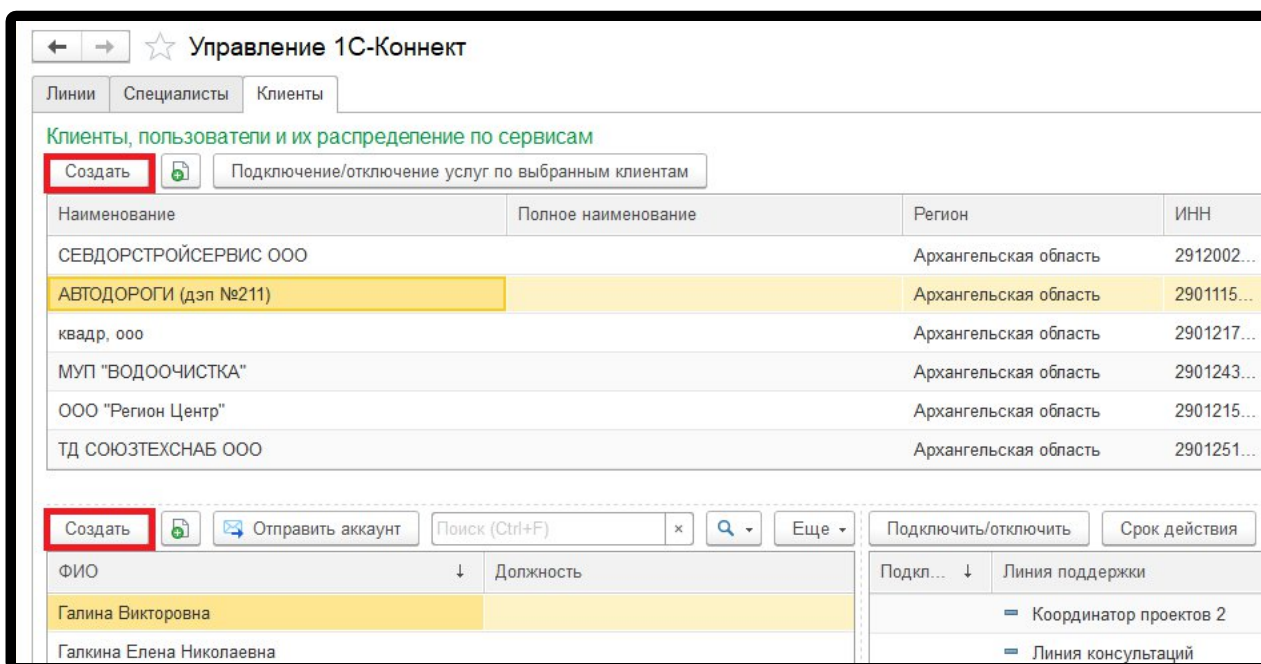 Управление 1С-Коннект
Линии Специалисты Клиенты
Клиенты, пользователи и их распределение по сервисам
Создать Подключение/отключение услуг по выбранным клиентам
Наименование Полное наименование Регион ИНН
СЕВДОРСТРОЙСЕРВИС ООО Архангельская область 2912002...
АВТОДОРОГИ (дэп №211) Архангельская область 2901115...
квадр, ооо Архангельская область 2901217...
МУП "ВОДООЧИСТКА" Архангельская область 2901243...
ООО "Регион Центр" Архангельская область 2901215...
ТД СОЮЗТЕХСНАБ ООО Архангельская область 2901251...
Создать Отправить аккаунт Поиск (Ctrl+F) × Еще Подключить/отключить Срок действия
ФИО ↓ Должность Подкл... ↓ Линия поддержки
Галина Викторовна Координатор проектов 2
Галкина Елена Николаевна Линия консультаций